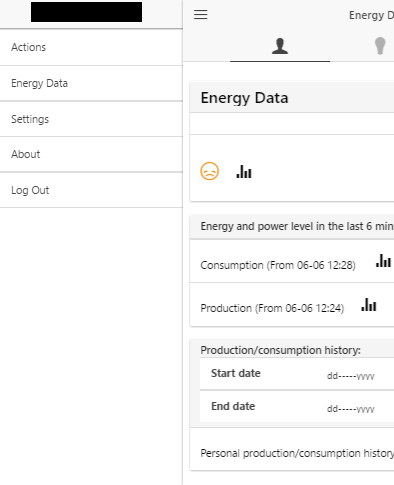 Actions
Energy Data
Settings
About
Log Out
Energy D
Energy Data
Energy and power level in the last 6 min
Consumption (From 06-06 12:28)
Production (From 06-06 12:24)
Production/consumption history:
Start date dd-----yyyy
End date dd-----yyyy
Personal production/consumption history